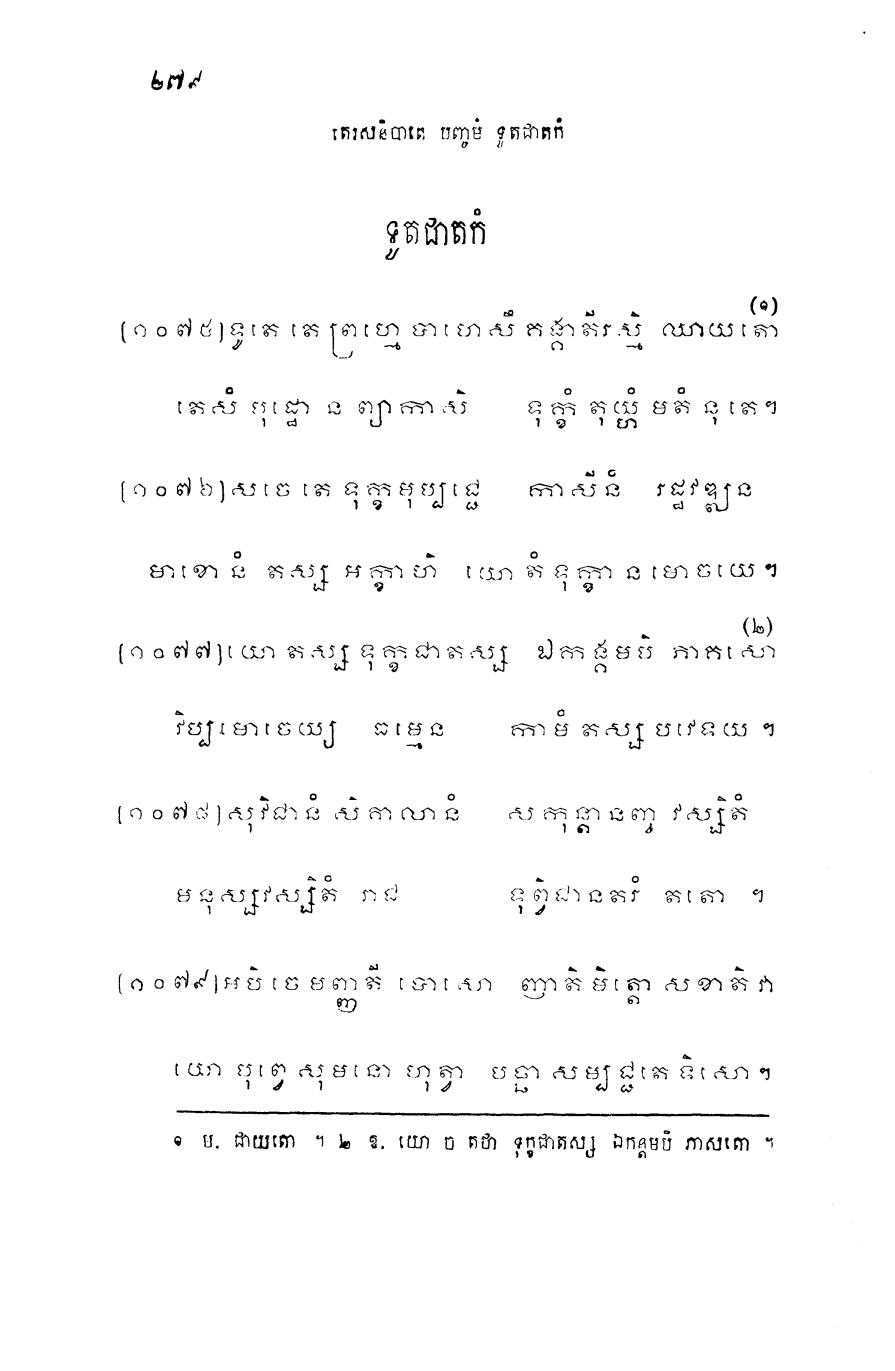 ២៧៩
តេរសនិបាតេ បញ្ចមំ ទូតជាតកំ
ទូតជាតកំ
(១)
[១០៧៥] ទូតេ តេ ព្រហ្មេ បាហេសឹ គង្គាតីរស្មិ ឈាយតោ
តេសំ បុដ្ឋោ ន ព្យាកាសិ ទុក្ខំ តុយ្ហំ មតំ នុ តេ។
[១០៧៦] សចេ តេ ទុក្ខមុប្បជ្ជេ កាសីនំ រដ្ឋវឌ្ឍន
មា ខោ នំ តស្ស អក្ខាហិ យោ តំ ទុក្ខា ន មោចយេ។
(២)
[១០៧៧] យោ តស្ស ទុក្ខជាតស្ស ឯកង្គមបិ ភាគសោ
វិប្បមោចេយ្យ ធម្មេន កាមំ តស្ស បវេទយ ។
[១០៧៨] សុវិជានំ សិគាលានំ សកុន្តានញ្ច វស្សិតំ
មនុស្សវស្សិតំ រាជ ទុព្វិជានតរំ តតោ ។
[១០៧៩] អបិ ចេ មញ្ញតី បោសោ ញាតិ មិត្តោ សខាតិ វា
យោ បុព្វេ សុមនោ ហុត្វា បច្ឆា សម្បជ្ជតេ ទិសោ។
១ ម. ជាយតោ ។ ២ ឱ. យោ ច តថា ទុក្ខជាតស្ស ឯកន្តមបិ ភាសតោ ។